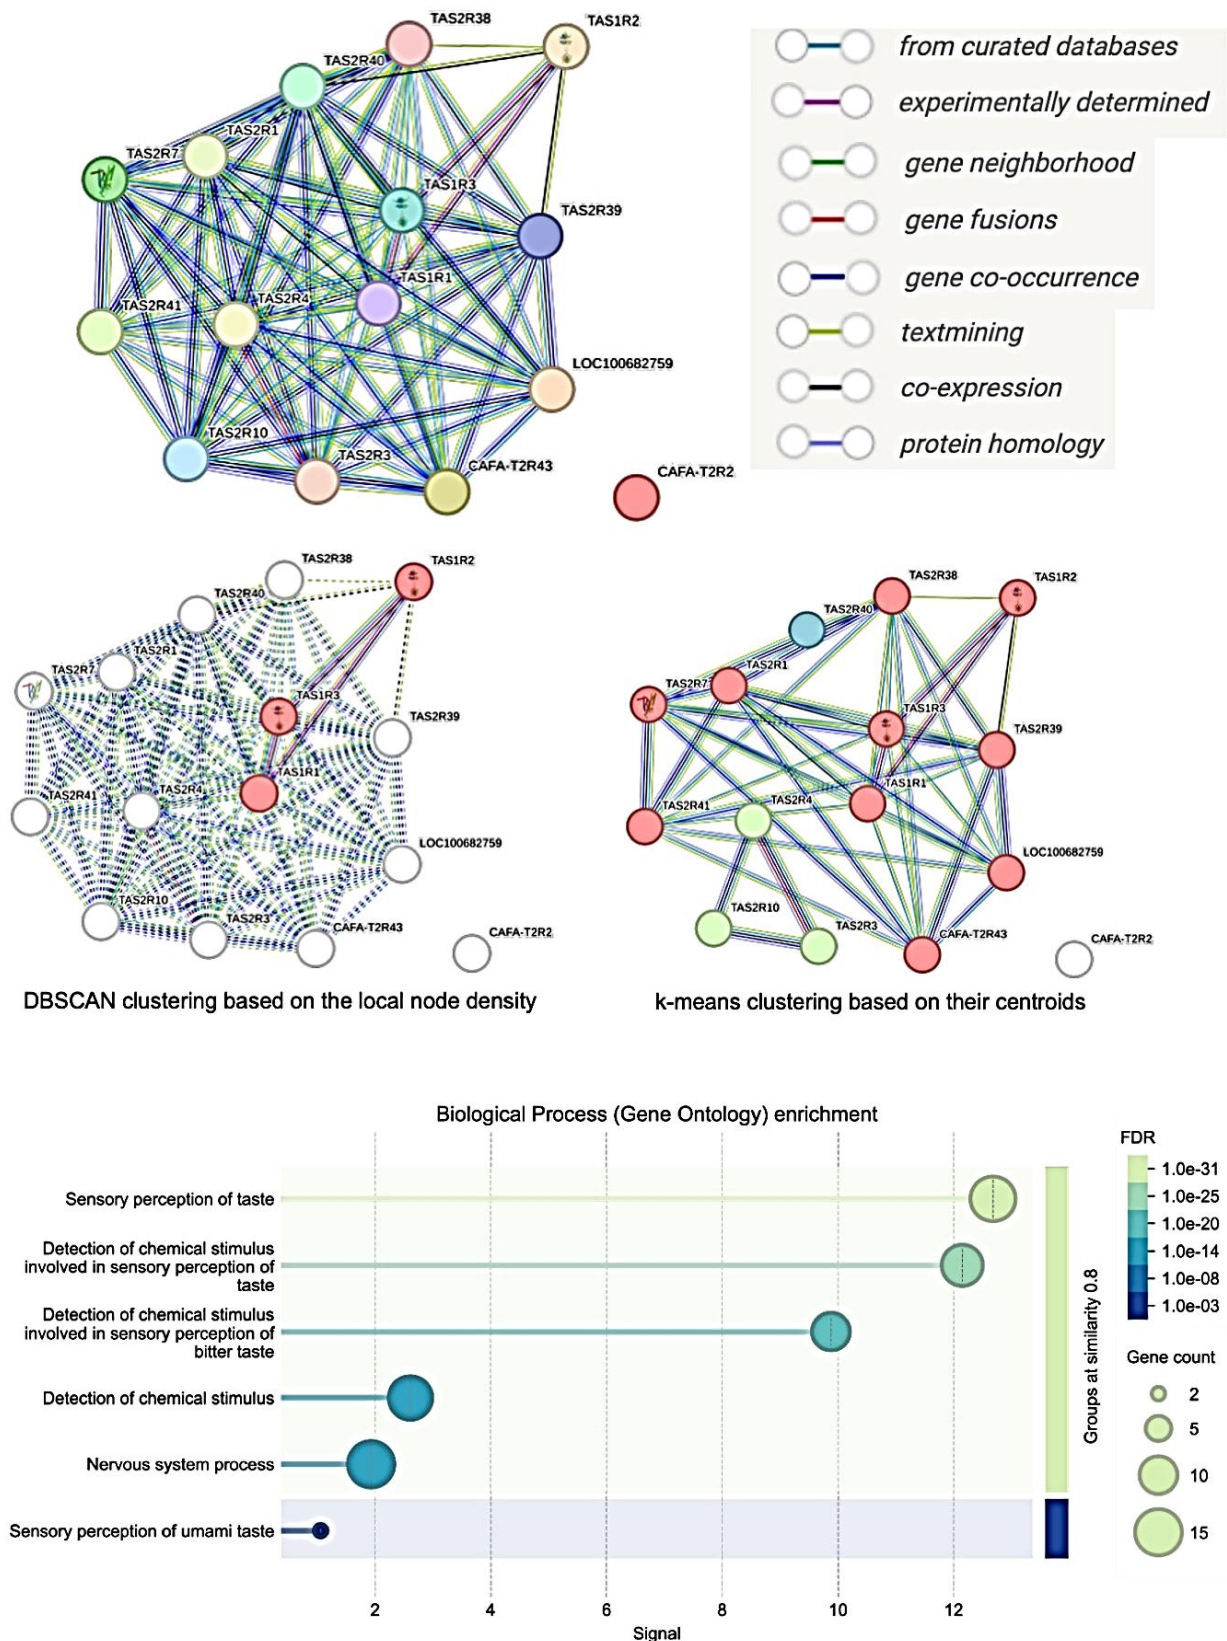 TAS2R38
TAS1R2
TAS2R40
TAS2R1
TAS2R7
TAS1R3
TAS2R39
TAS1R1
TAS2R41
TAS2R4
LOC100682759
TAS2R10
TAS2R3
CAFA-T2R43
CAFA-T2R2
from curated databases
experimentally determined
gene neighborhood
gene fusions
gene co-occurrence
textmining
co-expression
protein homology
TAS2R38
TAS1R2
TAS2R40
TAS2R1
TAS2R7
TAS1R3
TAS2R39
TAS1R1
TAS2R41
TAS2R4
LOC100682759
TAS2R10
TAS2R3
CAFA-T2R43
CAFA-T2R2
DBSCAN clustering based on the local node density
TAS2R38
TAS1R2
TAS2R40
TAS2R1
TAS2R7
TAS1R3
TAS2R39
TAS1R1
TAS2R41
TAS2R4
LOC100682759
TAS2R10
TAS2R3
CAFA-T2R43
CAFA-T2R2
k-means clustering based on their centroids
Biological Process (Gene Ontology) enrichment
Sensory perception of taste
Detection of chemical stimulus
involved in sensory perception of
taste
Detection of chemical stimulus
involved in sensory perception of
bitter taste
Detection of chemical stimulus
Nervous system process
Sensory perception of umami taste
2
4
6
8
10
12
Signal
Groups at similarity 0.8
FDR
1.0e-31
1.0e-25
1.0e-20
1.0e-14
1.0e-08
1.0e-03
Gene count
2
5
10
15